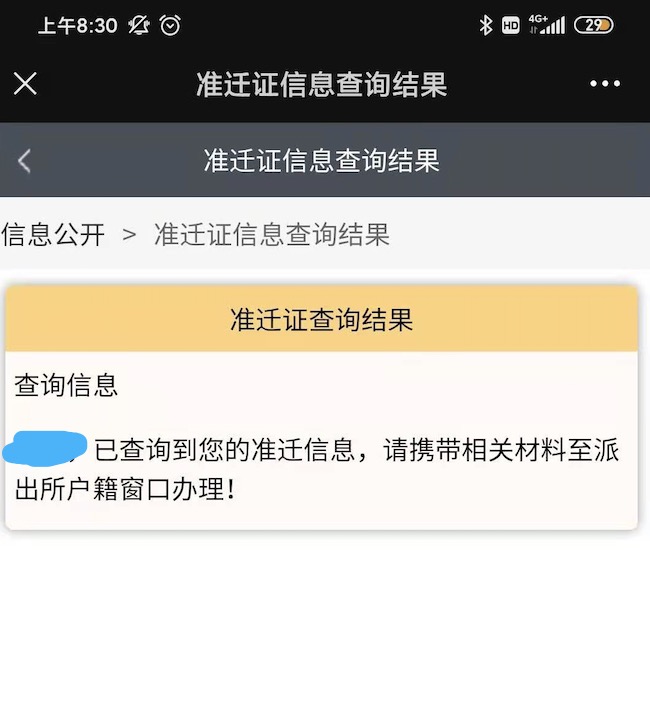 上午8:30 HD 4G+ 29
准迁证信息查询结果
准迁证信息查询结果
信息公开 > 准迁证信息查询结果
准迁证查询结果
查询信息
，已查询到您的准迁信息，请携带相关材料至派
出所户籍窗口办理！